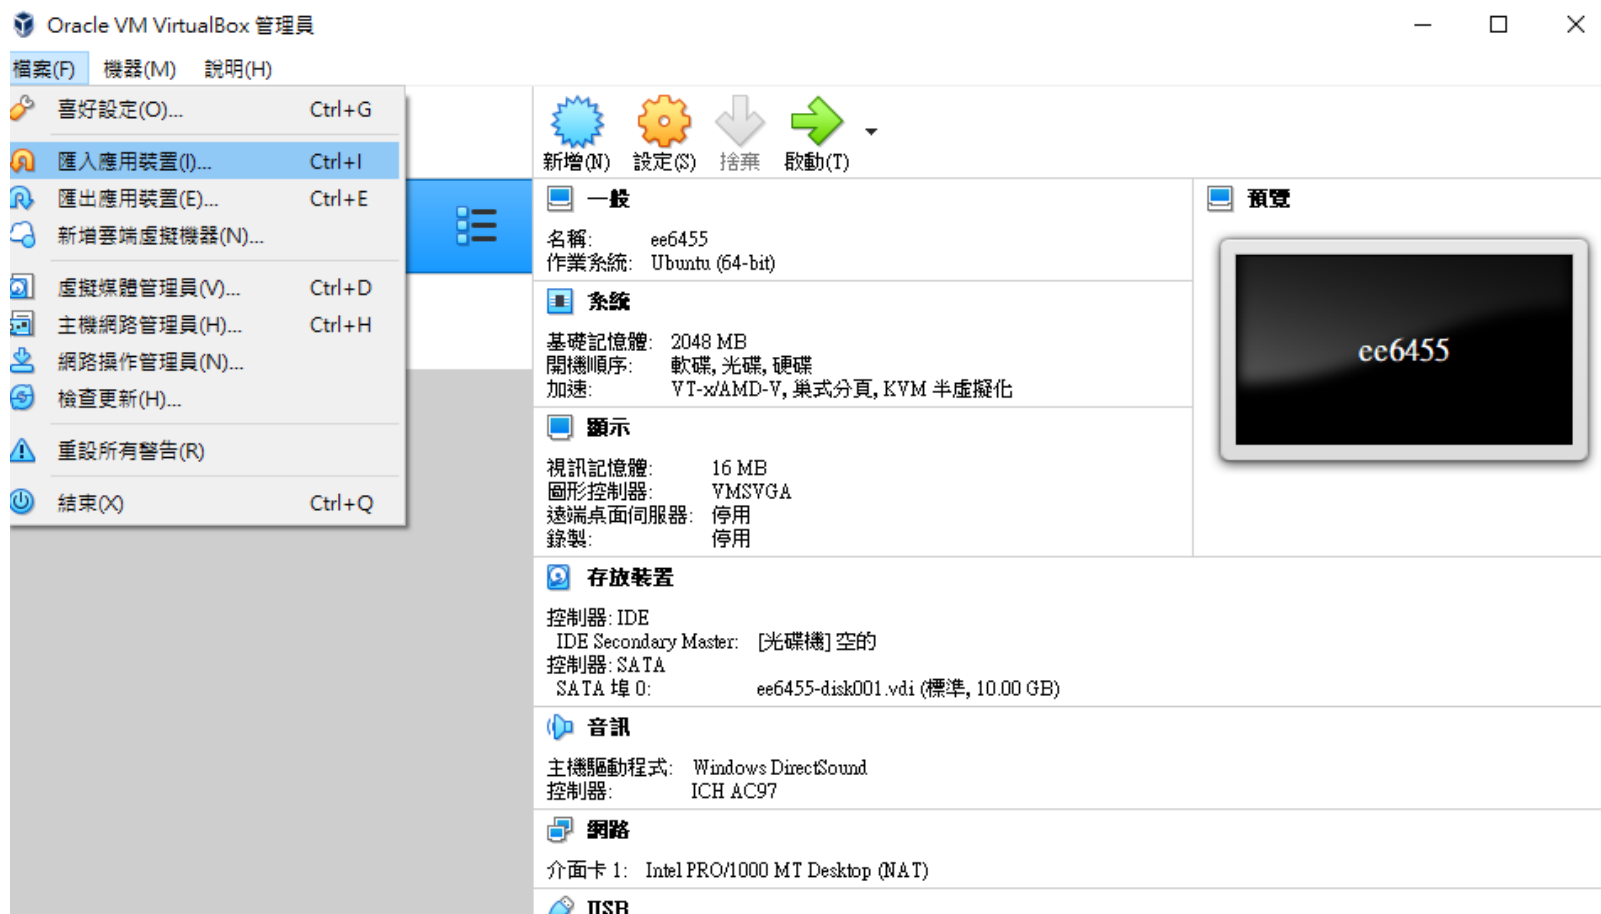 Oracle VM VirtualBox 管理員
檔案(F) 機器(M) 說明(H)
喜好設定(O)... Ctrl+G
匯入應用裝置(I)... Ctrl+I
匯出應用裝置(E)... Ctrl+E
新增雲端虛擬機器(N)...
虛擬媒體管理員(V)... Ctrl+D
主機網路管理員(H)... Ctrl+H
網路操作管理員(N)...
檢查更新(H)...
重設所有警告(R)
結束(X) Ctrl+Q
新增(N) 設定(S) 捨棄 啟動(T)
一般
名稱: ee6455
作業系統: Ubuntu (64-bit)
預覽
ee6455
系統
基礎記憶體: 2048 MB
開機順序: 軟碟, 光碟, 硬碟
加速: VT-x/AMD-V, 巢式分頁, KVM 半虛擬化
顯示
視訊記憶體: 16 MB
圖形控制器: VMSVGA
遠端桌面伺服器: 停用
錄製: 停用
存放裝置
控制器: IDE
IDE Secondary Master: [光碟機] 空的
控制器: SATA
SATA 埠 0: ee6455-disk001.vdi (標準, 10.00 GB)
音訊
主機驅動程式: Windows DirectSound
控制器: ICH AC97
網路
介面卡 1: Intel PRO/1000 MT Desktop (NAT)
USB